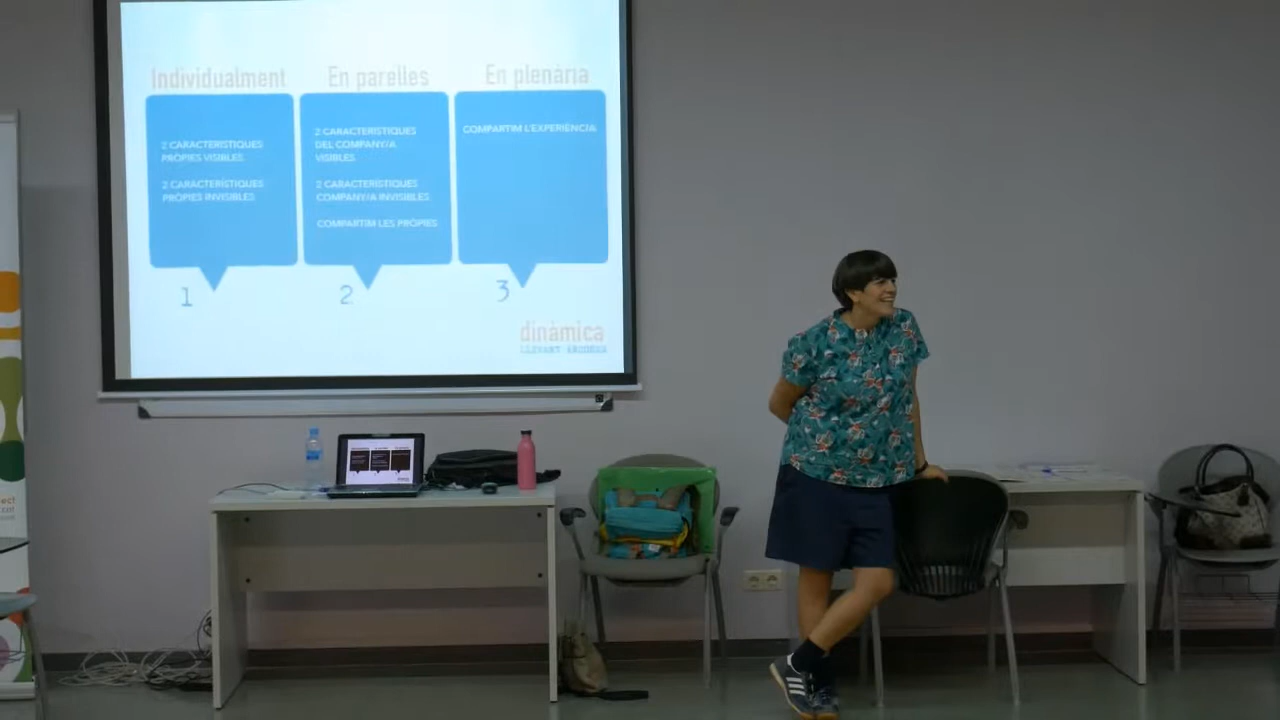 Individualment
En parelles
En plenària
2 CARACTERÍSTIQUES
PRÒPIES VISIBLES
2 CARACTERÍSTIQUES
PRÒPIES INVISIBLES
2 CARACTERÍSTIQUES
DEL COMPANY/A
VISIBLES
2 CARACTERÍSTIQUES
COMPANY/A INVISIBLES
COMPARTIM LES PRÒPIES
COMPARTIM L'EXPERIÈNCIA
1
2
3
dinàmica